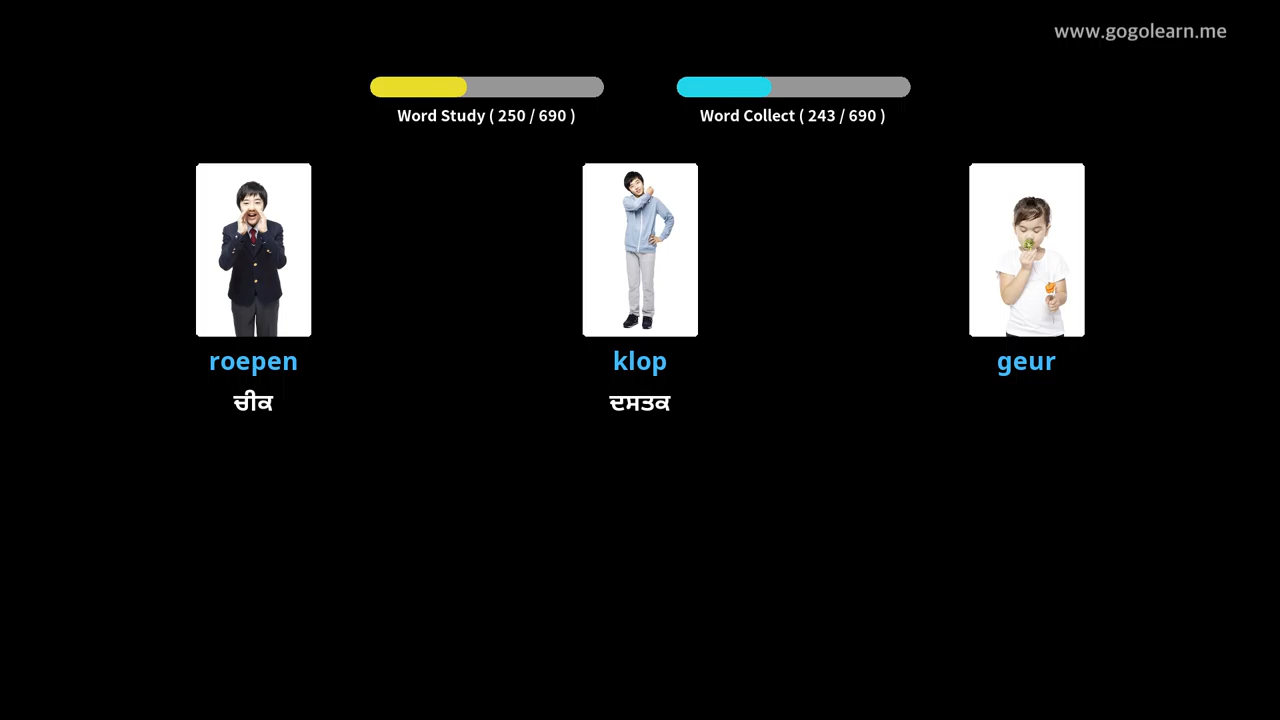 www.gogolearn.me
Word Study ( 250 / 690 )
Word Collect ( 243 / 690 )
roepen
klop
geur
ਚੀਕ
ਦਸਤਕ